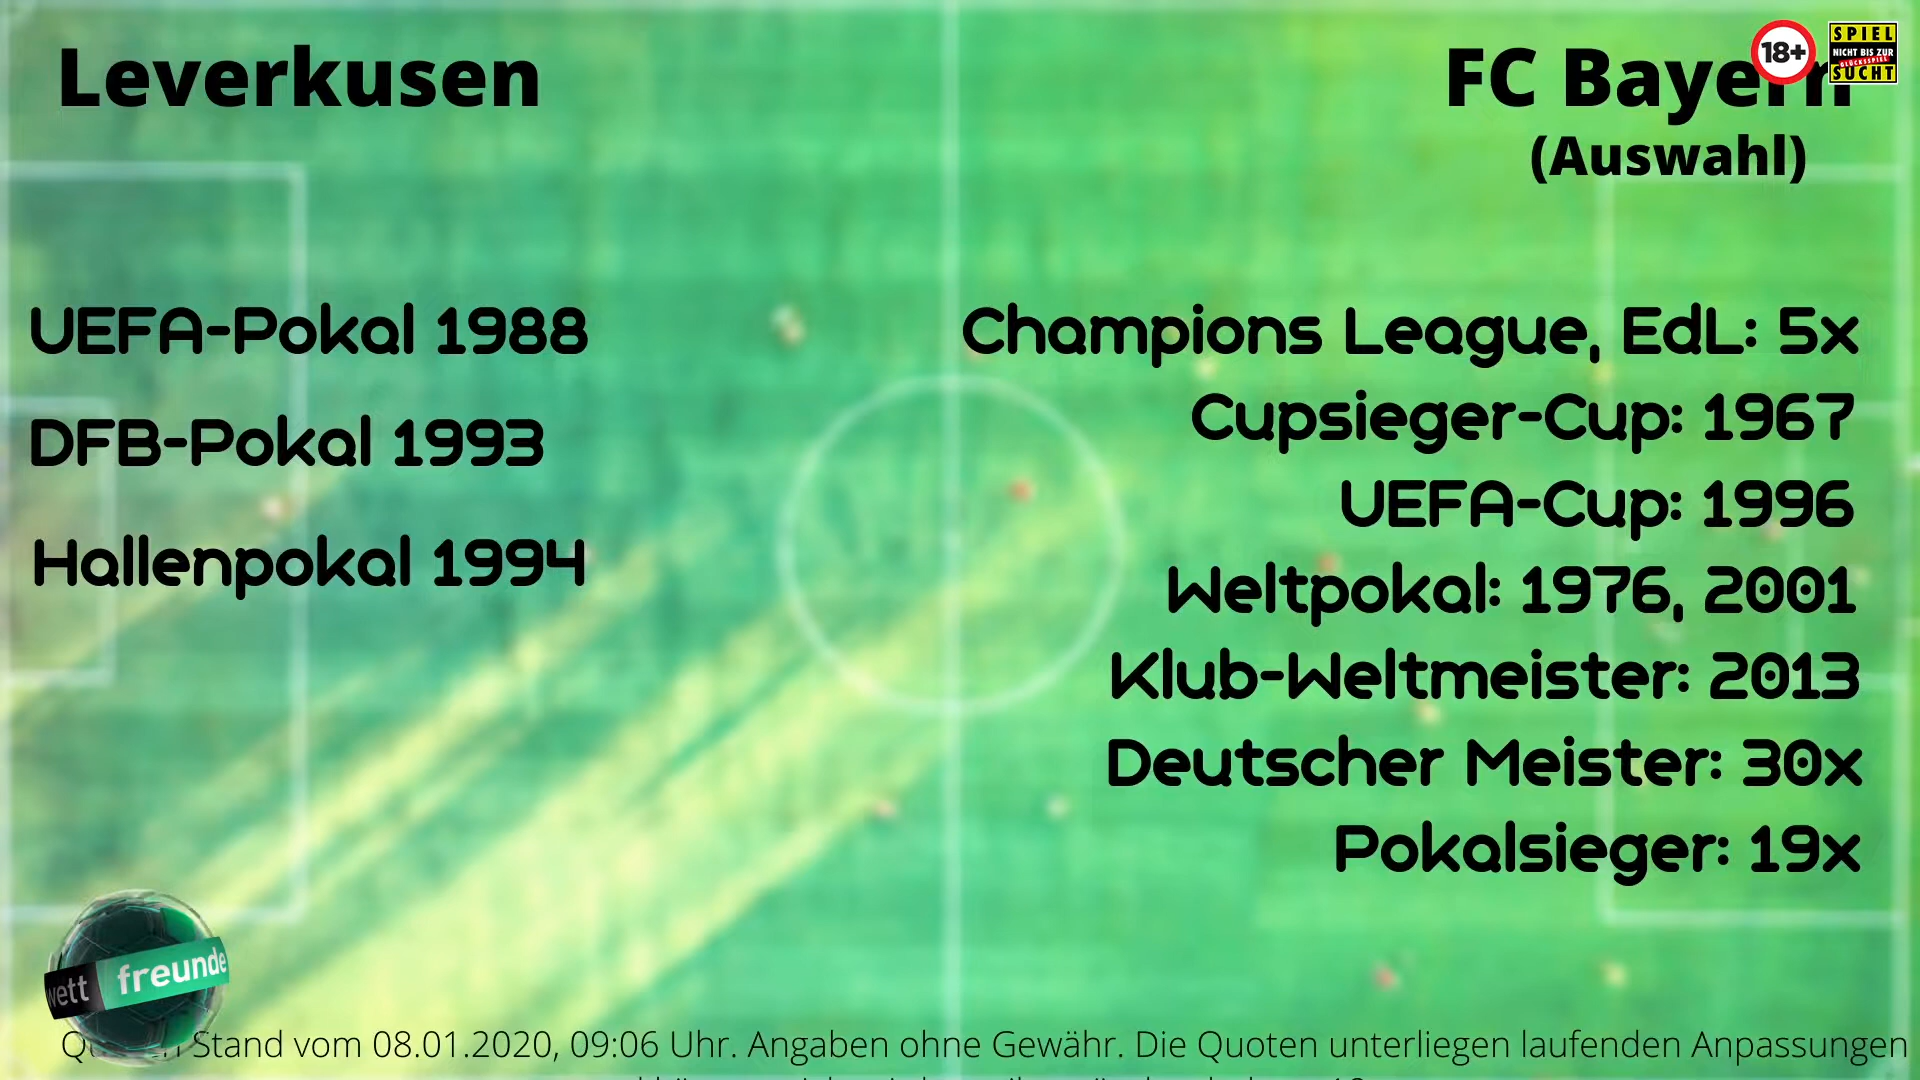 Leverkusen
UEFA-Pokal 1988
DFB-Pokal 1993
Hallenpokal 1994
FC Bayern
(Auswahl)
18+
SPIEL
NICHT BIS ZUR
GLÜCKSSPIEL
SUCHT
Champions League, EdL: 5x
Cupsieger-Cup: 1967
UEFA-Cup: 1996
Weltpokal: 1976, 2001
Klub-Weltmeister: 2013
Deutscher Meister: 30x
Pokalsieger: 19x
wett freunde
Stand vom 08.01.2020, 09:06 Uhr. Angaben ohne Gewähr. Die Quoten unterliegen laufenden Anpassungen